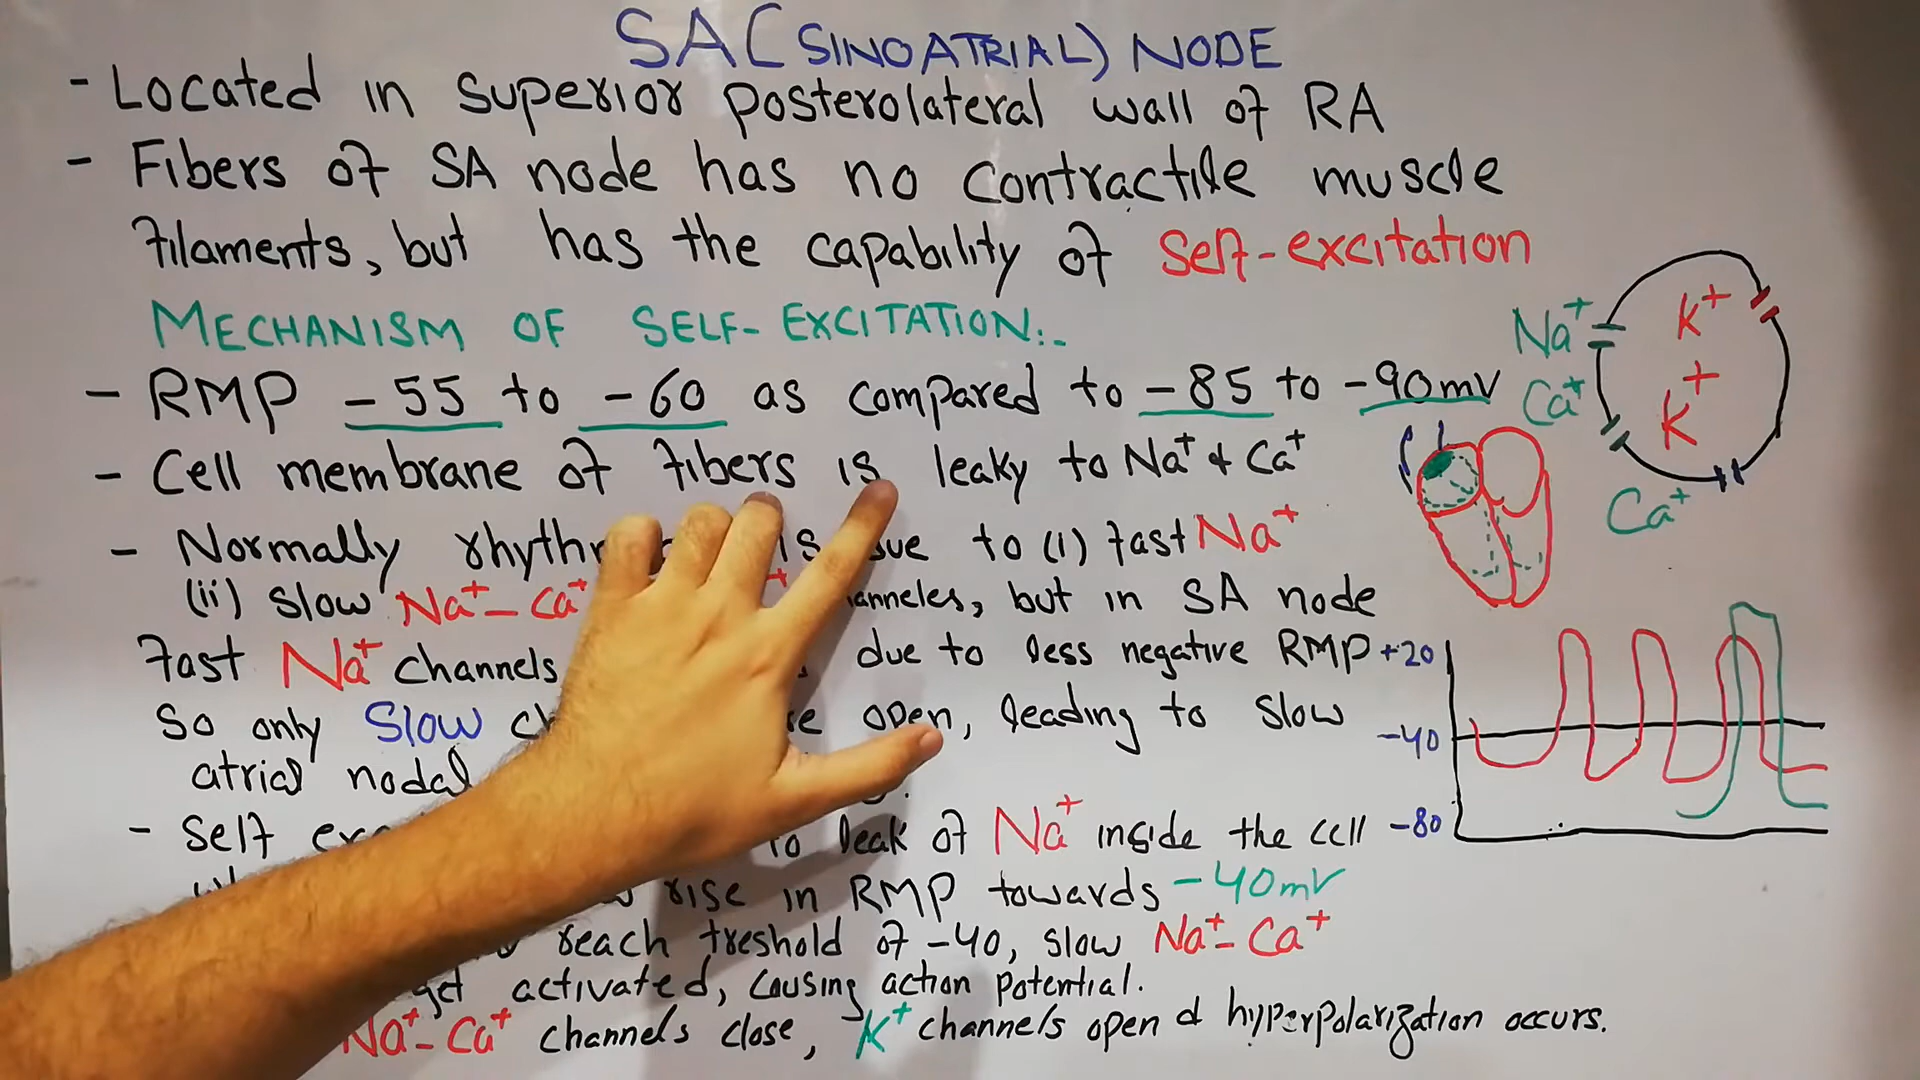 SA (SINOATRIAL) NODE
- Located in superior posterolateral wall of RA
- Fibers of SA node has no contractile muscle
filaments, but has the capability of self-excitation
MECHANISM OF SELF-EXCITATION:-
- RMP -55 to -60 as compared to -85 to -90mV
- Cell membrane of fibers is leaky to Na+ & Ca+
- Normally is due to (i) fast Na+
(ii) slow Na+-Ca+ but in SA node
fast Na+ channels due to less negative RMP
So only Slow open, leading to slow
atrial nodal
- Self to leak of Na+ inside the cell
rise in RMP towards -40mV
reach treshold of -40, slow Na+-Ca+
get activated, causing action potential.
Na+-Ca+ channels close, K+ channels open & hyperpolarization occurs.
Na+
Ca+
K+
K+
Ca+
+20
-40
-80